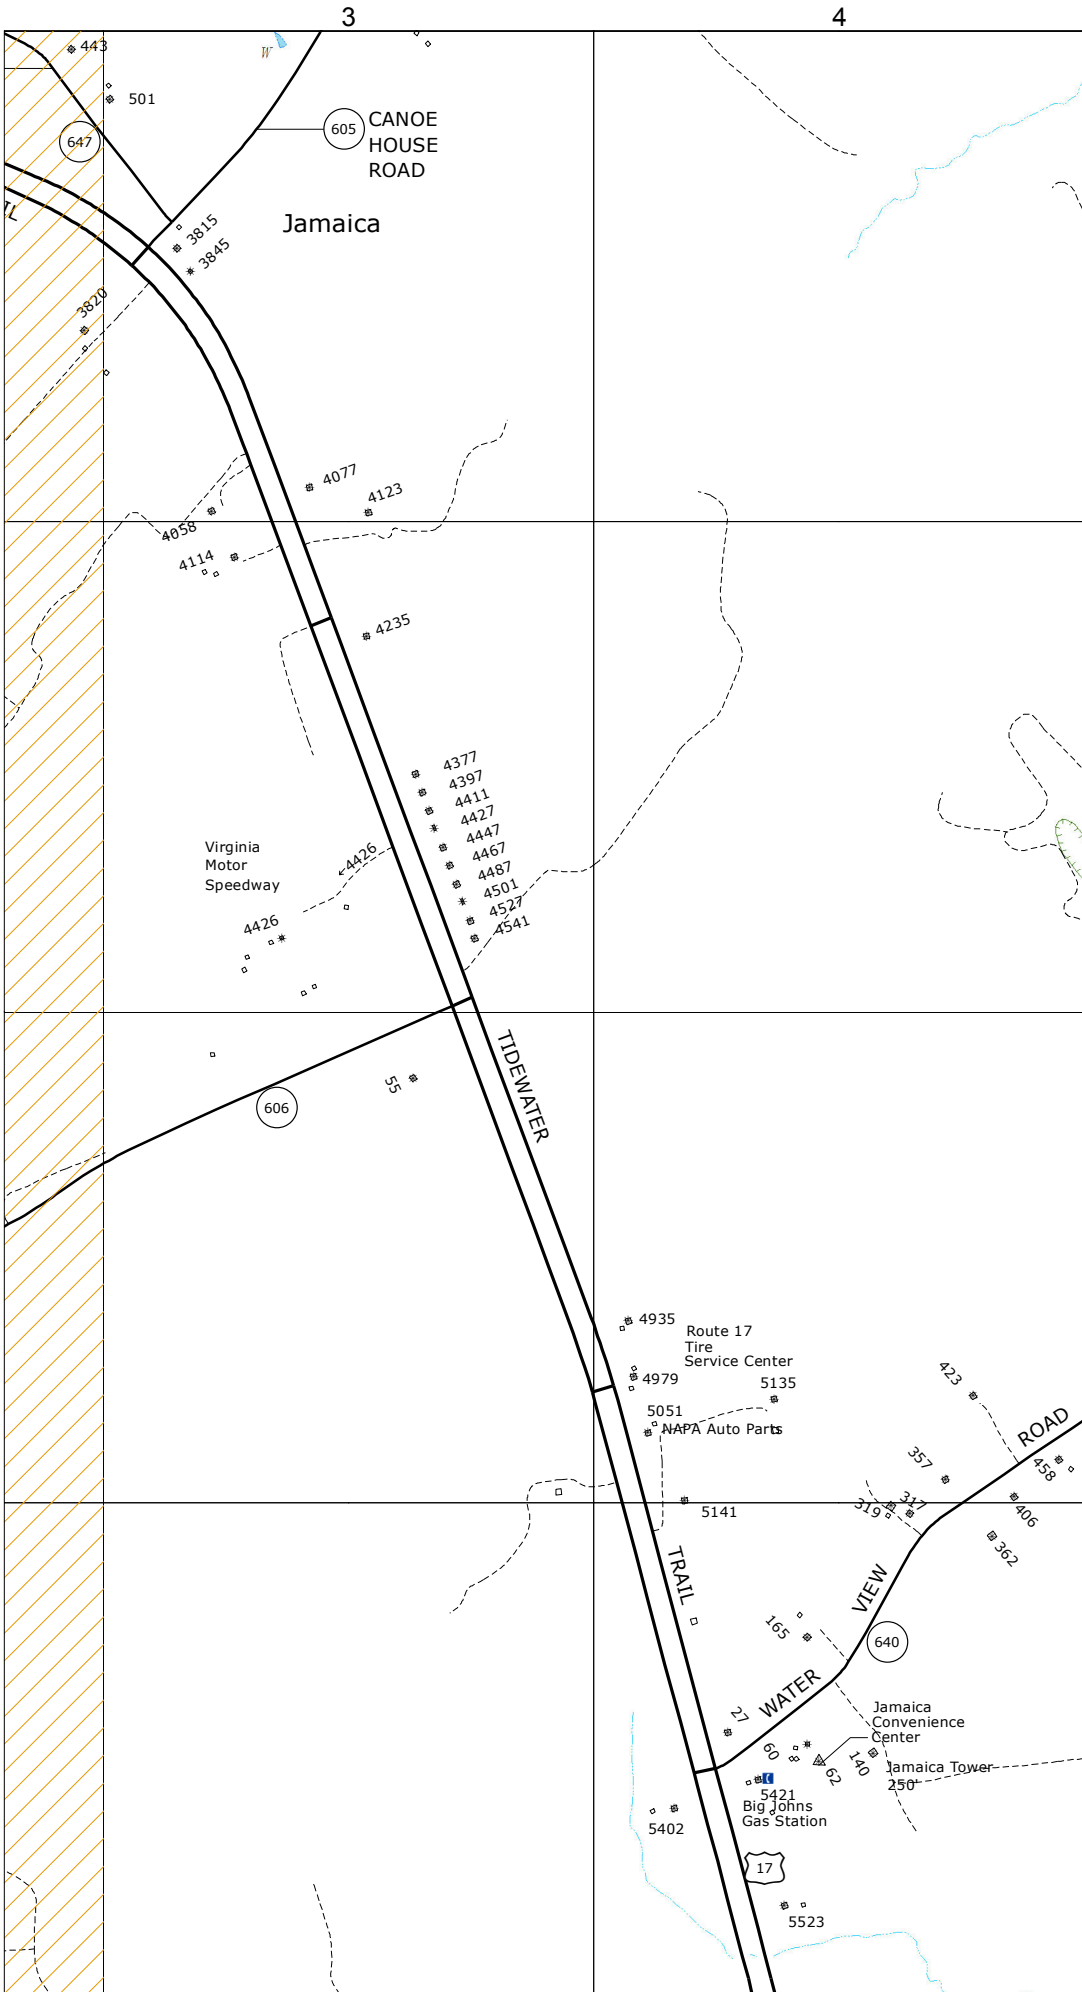 3
4
443
W
501
647
605
CANOE
HOUSE
ROAD
IL
3815
Jamaica
3845
3820
4077
4123
4058
4114
4235
4377
4397
4411
4427
4447
4467
4487
4501
4527
4541
Virginia
Motor
Speedway
4426
4426
TIDEWATER
55
606
4935
Route 17
Tire
Service Center
4979
5135
423
5051
NAPA Auto Parts
ROAD
357
458
319
317
406
5141
362
TRAIL
VIEW
165
640
WATER
27
Jamaica
Convenience
Center
60
62
140
Jamaica Tower
250'
5421
Big Johns
Gas Station
5402
17
5523